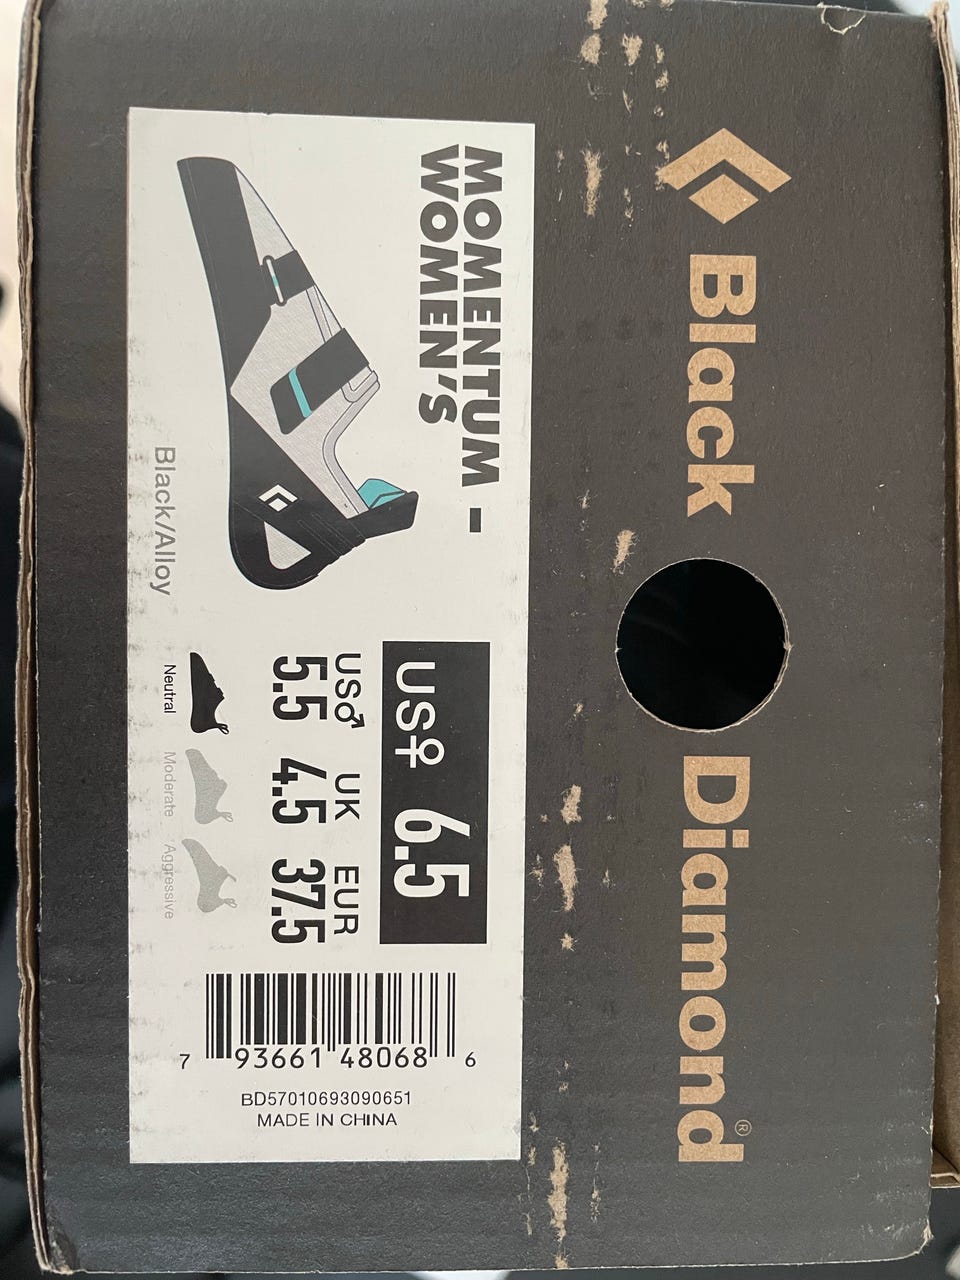 Black Diamond®
MOMENTUM -
WOMEN'S
Black/Alloy
US♀ 6.5
US♂ UK EUR
5.5 4.5 37.5
Neutral Moderate Aggressive
7 93661 48068 6
BD57010693090651
MADE IN CHINA